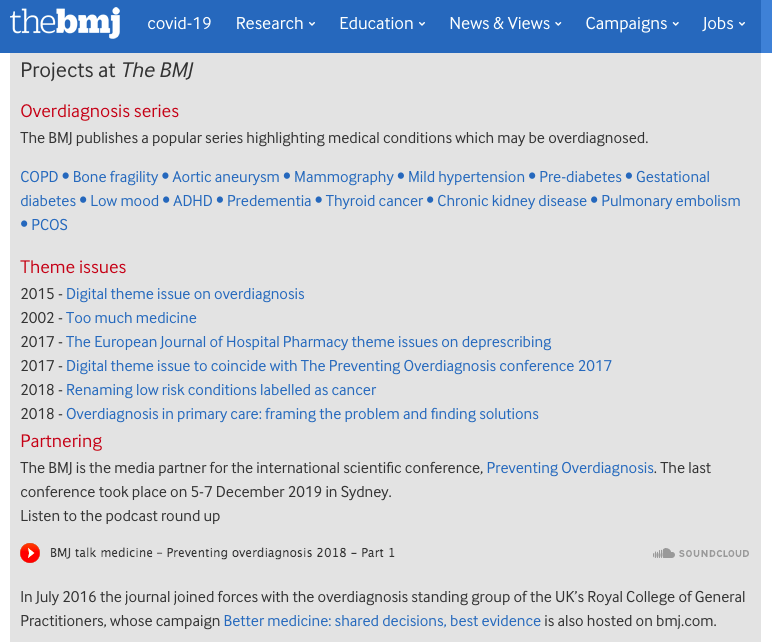 thebmj covid-19 Research Education News & Views Campaigns Jobs
Projects at The BMJ
Overdiagnosis series
The BMJ publishes a popular series highlighting medical conditions which may be overdiagnosed.
COPD • Bone fragility • Aortic aneurysm • Mammography • Mild hypertension • Pre-diabetes • Gestational
diabetes • Low mood • ADHD • Predementia • Thyroid cancer • Chronic kidney disease • Pulmonary embolism
• PCOS
Theme issues
2015 - Digital theme issue on overdiagnosis
2002 - Too much medicine
2017 - The European Journal of Hospital Pharmacy theme issues on deprescribing
2017 - Digital theme issue to coincide with The Preventing Overdiagnosis conference 2017
2018 - Renaming low risk conditions labelled as cancer
2018 - Overdiagnosis in primary care: framing the problem and finding solutions
Partnering
The BMJ is the media partner for the international scientific conference, Preventing Overdiagnosis. The last
conference took place on 5-7 December 2019 in Sydney.
Listen to the podcast round up
BMJ talk medicine – Preventing overdiagnosis 2018 – Part 1 SOUNDCLOUD
In July 2016 the journal joined forces with the overdiagnosis standing group of the UK's Royal College of General
Practitioners, whose campaign Better medicine: shared decisions, best evidence is also hosted on bmj.com.